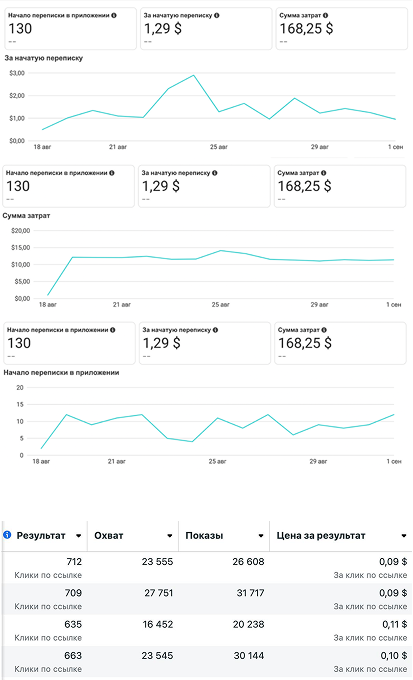 Начало переписки в приложении За начатую переписку Сумма затрат
130 1,29 $ 168,25 $
-- -- --
За начатую переписку
$3,00
$2,00
$1,00
$0,00
18 авг 21 авг 25 авг 29 авг 1 сен
Начало переписки в приложении За начатую переписку Сумма затрат
130 1,29 $ 168,25 $
-- -- --
Сумма затрат
$20,00
$15,00
$10,00
$5,00
$0,00
18 авг 21 авг 25 авг 29 авг 1 сен
Начало переписки в приложении За начатую переписку Сумма затрат
130 1,29 $ 168,25 $
-- -- --
Начало переписки в приложении
20
15
10
5
0
18 авг 21 авг 25 авг 29 авг 1 сен
Результат Охват Показы Цена за результат
712 23 555 26 608 0,09 $
Клики по ссылке За клик по ссылке
709 27 751 31 717 0,09 $
Клики по ссылке За клик по ссылке
635 16 452 20 238 0,11 $
Клики по ссылке За клик по ссылке
663 23 545 30 144 0,10 $
Клики по ссылке За клик по ссылке